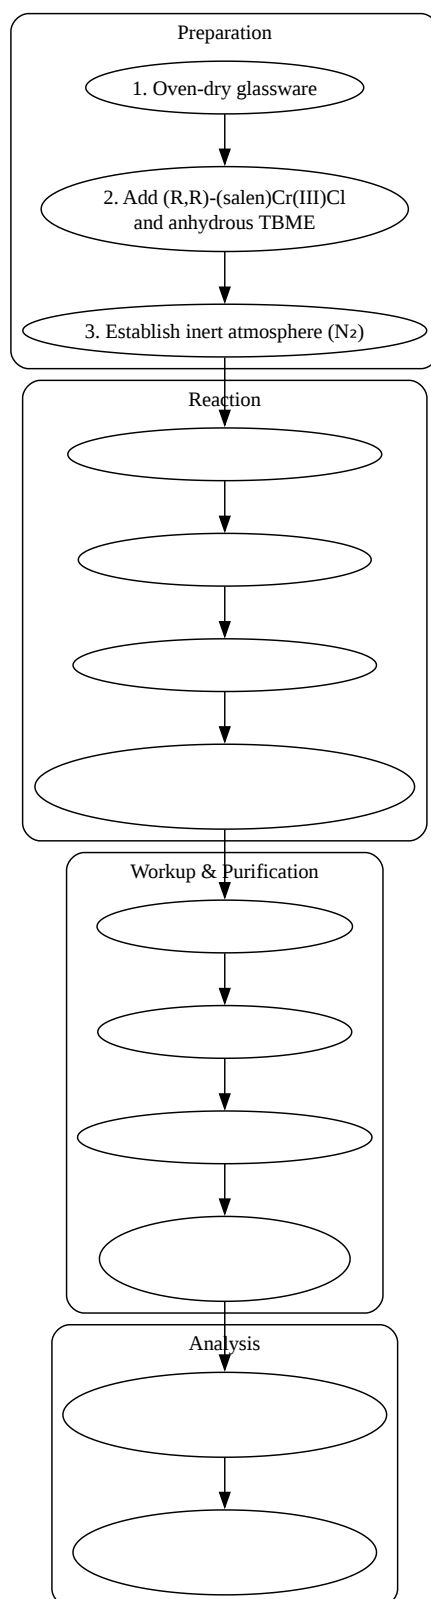 Preparation
1. Oven-dry glassware
2. Add (R,R)-(salen)Cr(III)Cl
and anhydrous TBME
3. Establish inert atmosphere (N₂)
Reaction
Workup & Purification
Analysis